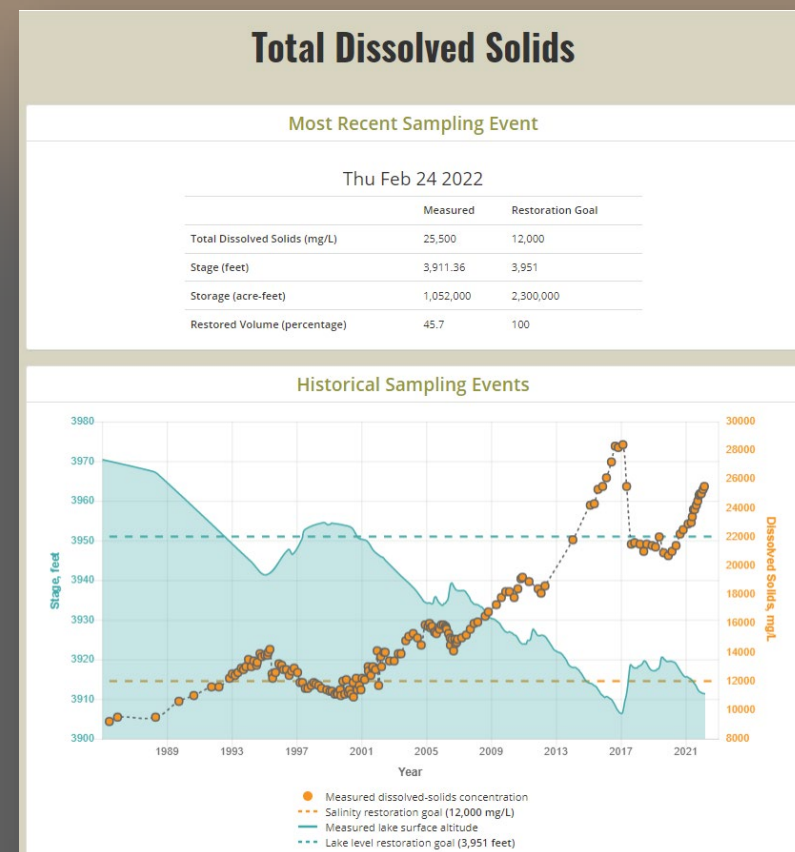 Total Dissolved Solids
Most Recent Sampling Event
Thu Feb 24 2022
Measured Restoration Goal
Total Dissolved Solids (mg/L) 25,500 12,000
Stage (feet) 3,911.36 3,951
Storage (acre-feet) 1,052,000 2,300,000
Restored Volume (percentage) 45.7 100
Historical Sampling Events
3980 30000
28000
3970
26000
3960
24000
3950
22000
3940 20000
18000
3930
16000
3920
14000
3910 12000
10000
3900 8000
Stage, feet
Dissolved Solids, mg/L
1989 1993 1997 2001 2005 2009 2013 2017 2021
Year
Measured dissolved-solids concentration
Salinity restoration goal (12,000 mg/L)
Measured lake surface altitude
Lake level restoration goal (3,951 feet)